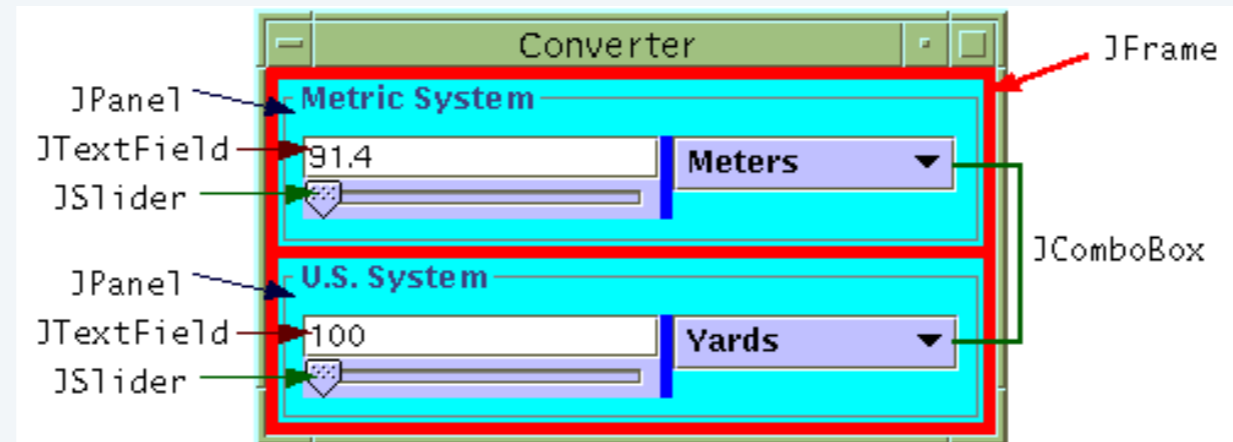 Converter
JFrame
JPanel
Metric System
JTextField
91.4
Meters
JSlider
JComboBox
JPanel
U.S. System
JTextField
100
Yards
JSlider